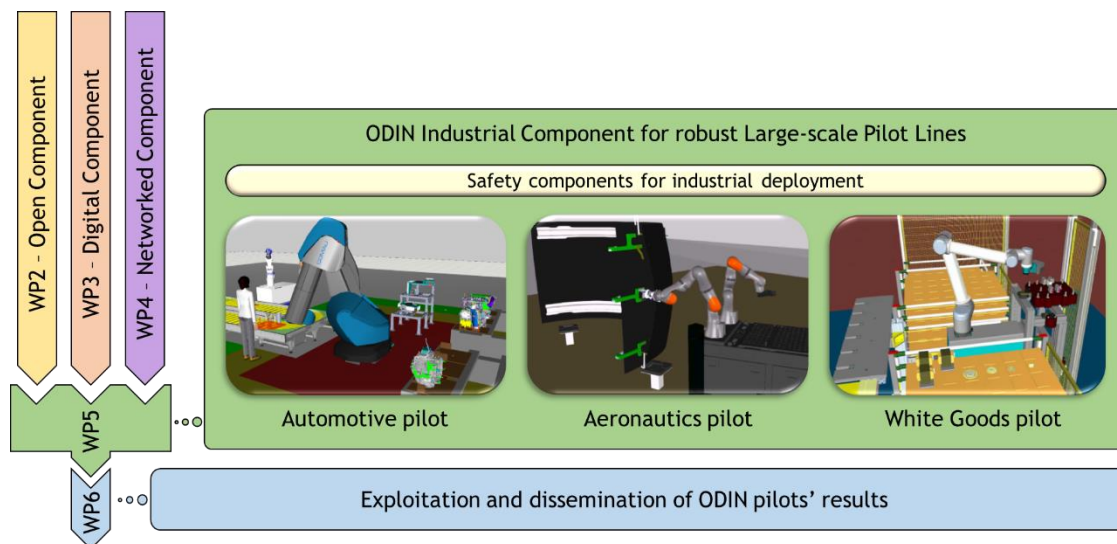 WP2 – Open Component
WP3 – Digital Component
WP4 – Networked Component
ODIN Industrial Component for robust Large-scale Pilot Lines
Safety components for industrial deployment
Automotive pilot
Aeronautics pilot
White Goods pilot
WP5
WP6
Exploitation and dissemination of ODIN pilots’ results